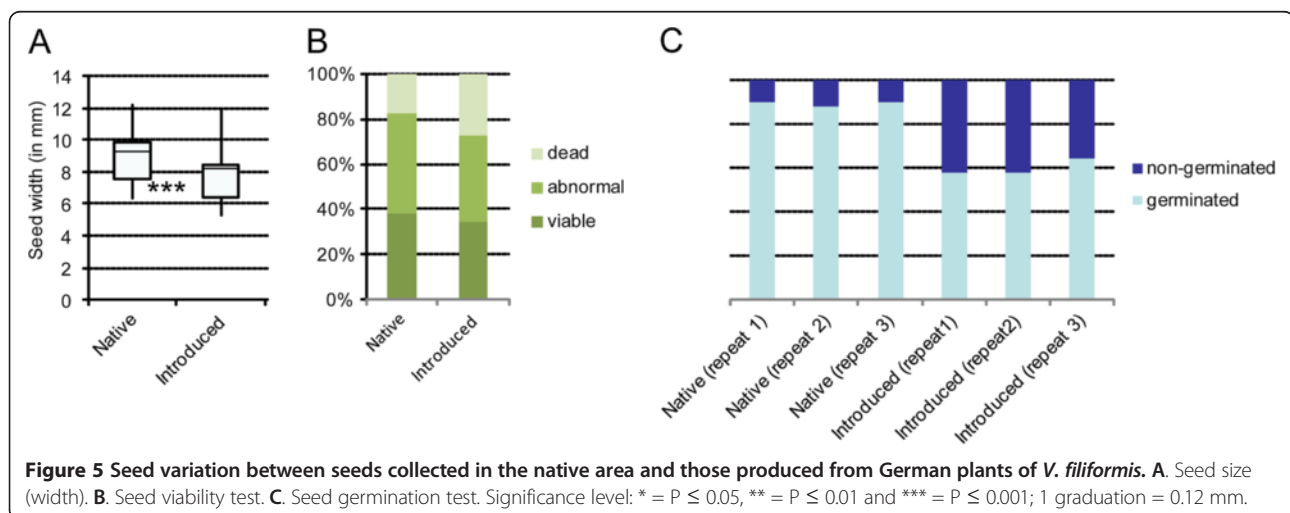 A
B
C
Seed width (in mm)
14
12
10
8
6
4
2
0
***
Native
Introduced
100%
80%
60%
40%
20%
0%
Native
Introduced
dead
abnormal
viable
Native (repeat 1)
Native (repeat 2)
Native (repeat 3)
Introduced (repeat1)
Introduced (repeat2)
Introduced (repeat 3)
non-germinated
germinated
Figure 5 Seed variation between seeds collected in the native area and those produced from German plants of V. filiformis. A. Seed size
(width). B. Seed viability test. C. Seed germination test. Significance level: * = P ≤ 0.05, ** = P ≤ 0.01 and *** = P ≤ 0.001; 1 graduation = 0.12 mm.